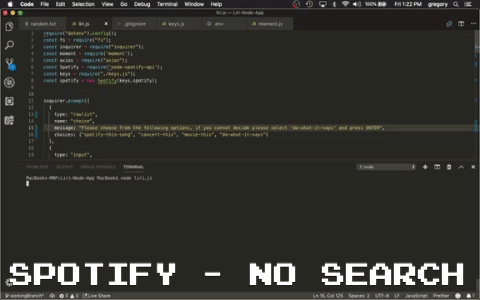 Code File Edit Selection View Go Debug Terminal Window Help 100% Fri 1:22 PM gregory
liri.js — Liri-Node-App
random.txt liri.js .gitignore keys.js .env moment.js
1 require("dotenv").config();
2 const fs = require("fs");
3 const inquirer = require("inquirer");
4 const moment = require('moment');
5 const axios = require("axios");
6 const Spotify = require('node-spotify-api');
7 const keys = require("./keys.js");
8 const spotify = new Spotify(keys.spotify);
9
10
11 inquirer.prompt([
12 {
13 type: "rawlist",
14 name: "choice",
15 message: "Please choose from the following options, if you cannot decide please select 'do-what-it-says' and press ENTER",
16 choices: ["spotify-this-song", "concert-this", "movie-this", "do-what-it-says"]
17 },
18 {
19 type: "input",
PROBLEMS OUTPUT DEBUG CONSOLE TERMINAL 1: node
MacBooks-MBP:Liri-Node-App MacBook$ node liri.js
SPOTIFY - NO SEARCH
workingBranch* 0 0 Live Share Ln 15, Col 125 Spaces: 2 UTF-8 LF JavaScript Prettier 1